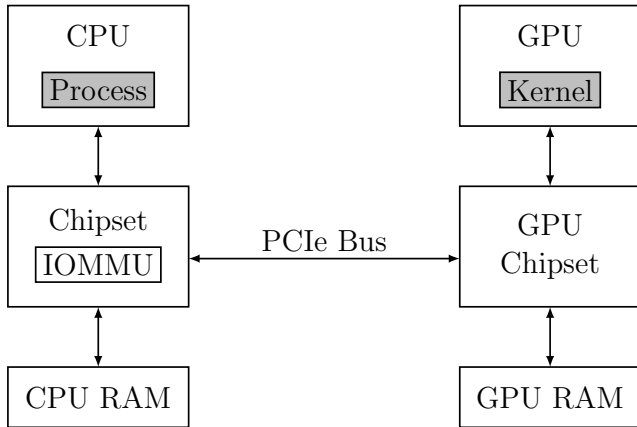 CPU
Process
GPU
Kernel
Chipset
IOMMU
PCIe Bus
GPU
Chipset
CPU RAM
GPU RAM